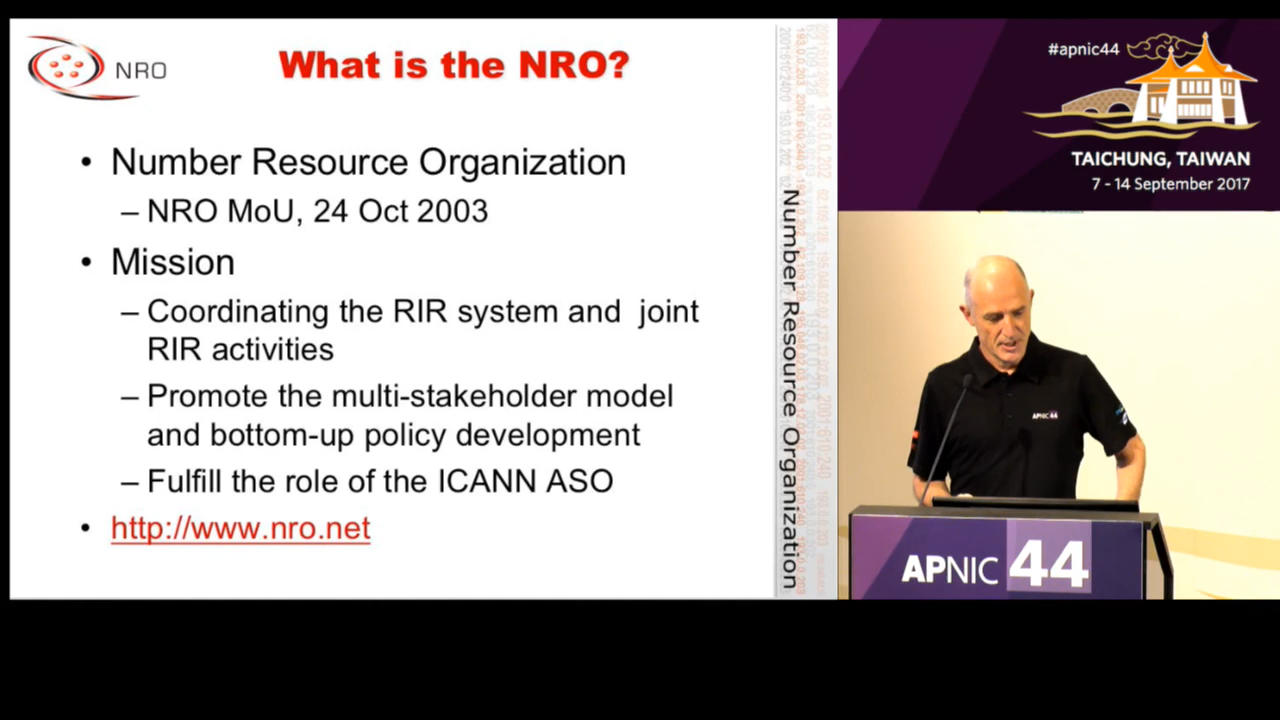 NRO
What is the NRO?
• Number Resource Organization
– NRO MoU, 24 Oct 2003
• Mission
– Coordinating the RIR system and joint
RIR activities
– Promote the multi-stakeholder model
and bottom-up policy development
– Fulfill the role of the ICANN ASO
• http://www.nro.net
Number Resource Organization
#apnic44
TAICHUNG, TAIWAN
7 - 14 September 2017
APNIC 44
APNIC 44